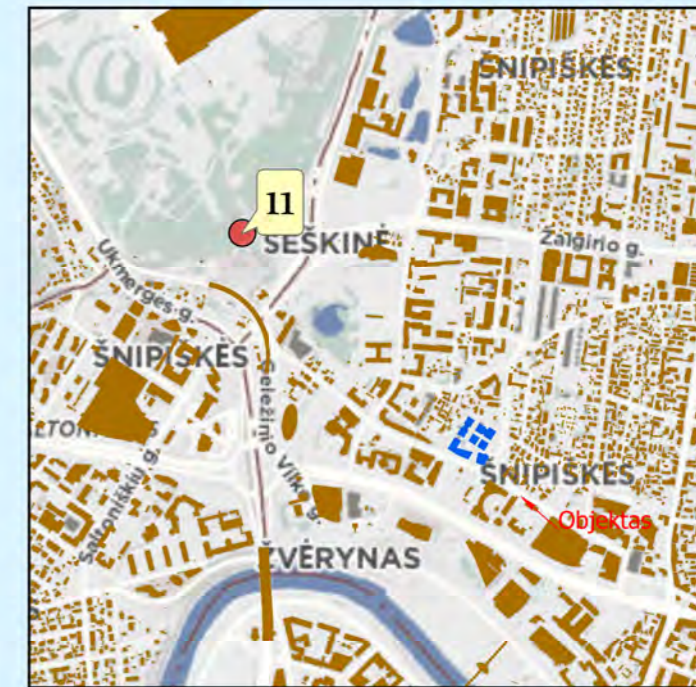 ŠNIPIŠKĖS
11
ŠEŠKINĖ
Žalgirio g.
Ukmergės g.
ŠNIPIŠKĖS
Geležinio Vilko g.
Saltoniškių g.
ŠNIPIŠKĖS
Objektas
ŽVĖRYNAS